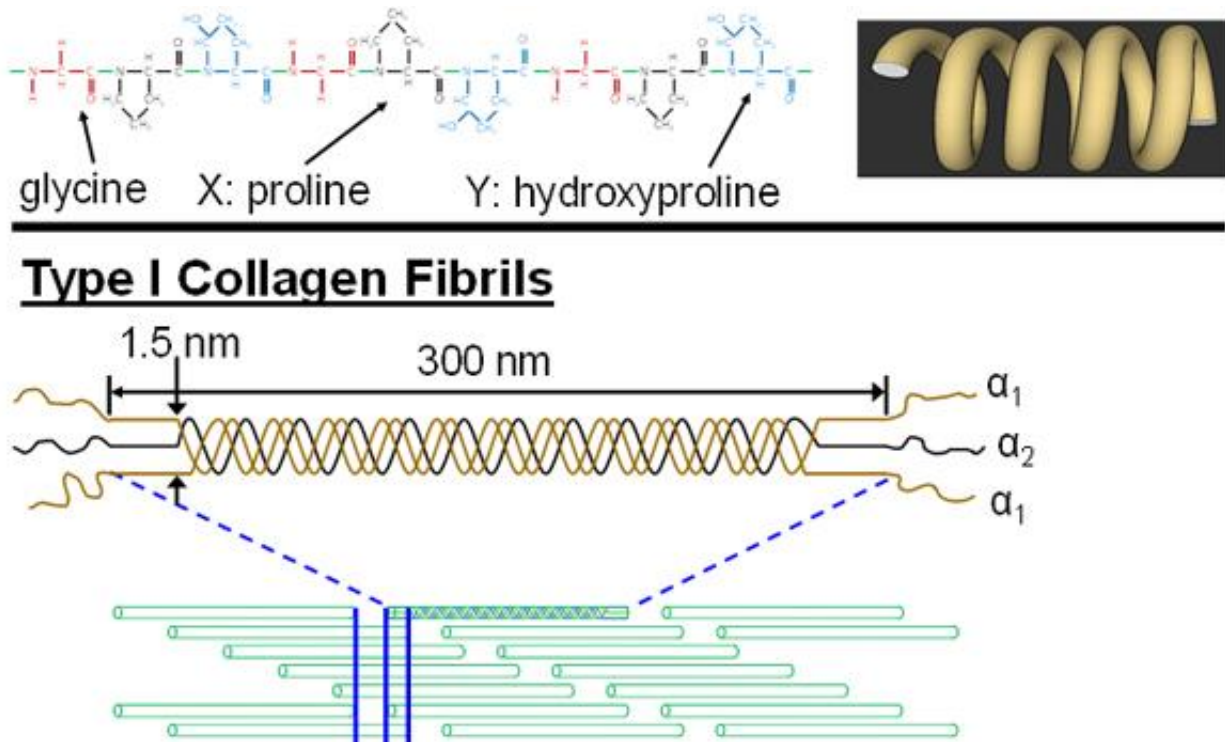 glycine X: proline Y: hydroxyproline
Type I Collagen Fibrils
1.5 nm
300 nm
α₁
α₂
α₁